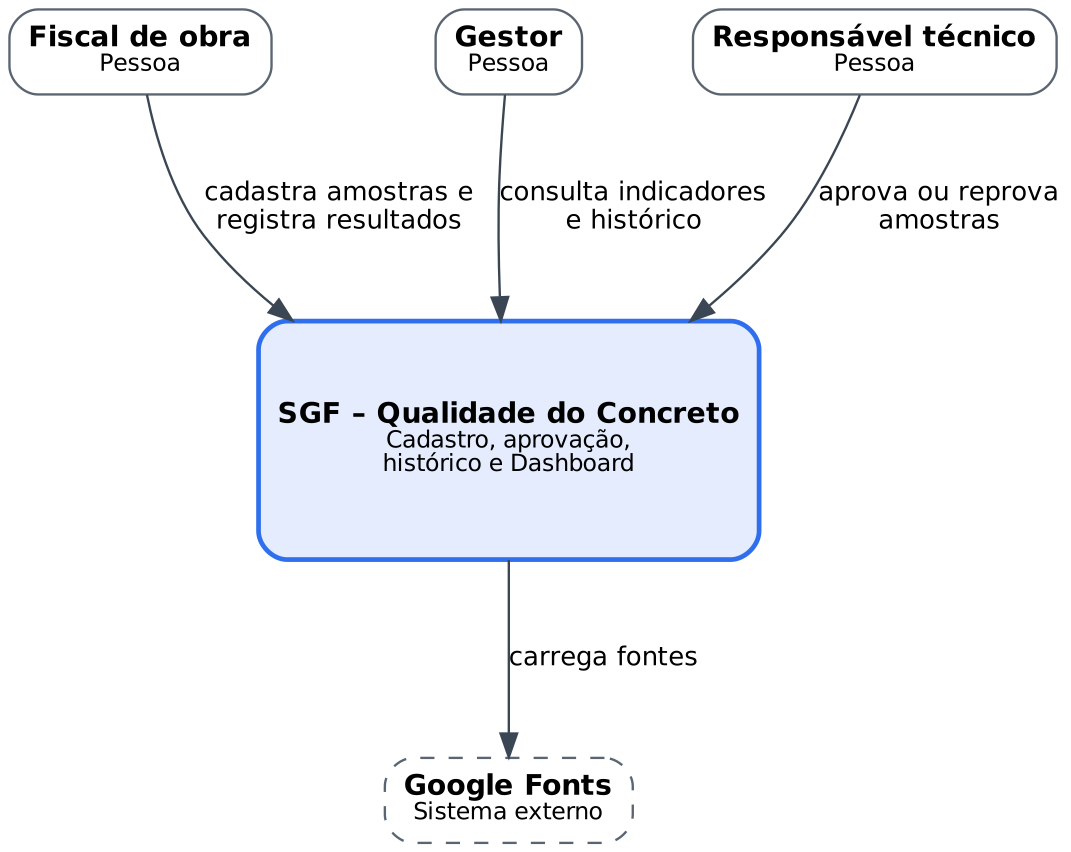 Fiscal de obra
Pessoa
Gestor
Pessoa
Responsável técnico
Pessoa
cadastra amostras e
registra resultados
consulta indicadores
e histórico
aprova ou reprova
amostras
SGF – Qualidade do Concreto
Cadastro, aprovação,
histórico e Dashboard
carrega fontes
Google Fonts
Sistema externo